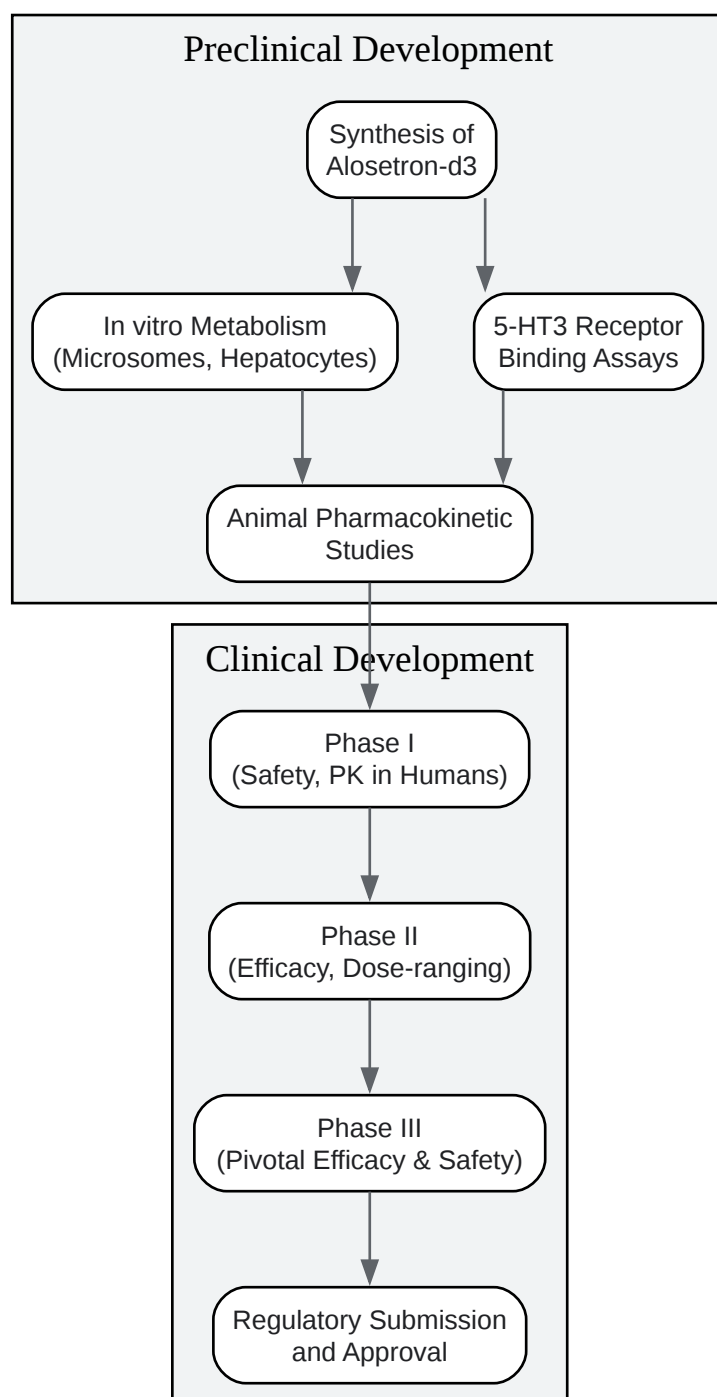 Preclinical Development
Synthesis of
Alosetron-d3
In vitro Metabolism
(Microsomes, Hepatocytes)
5-HT3 Receptor
Binding Assays
Animal Pharmacokinetic
Studies
Clinical Development
Phase I
(Safety, PK in Humans)
Phase II
(Efficacy, Dose-ranging)
Phase III
(Pivotal Efficacy & Safety)
Regulatory Submission
and Approval